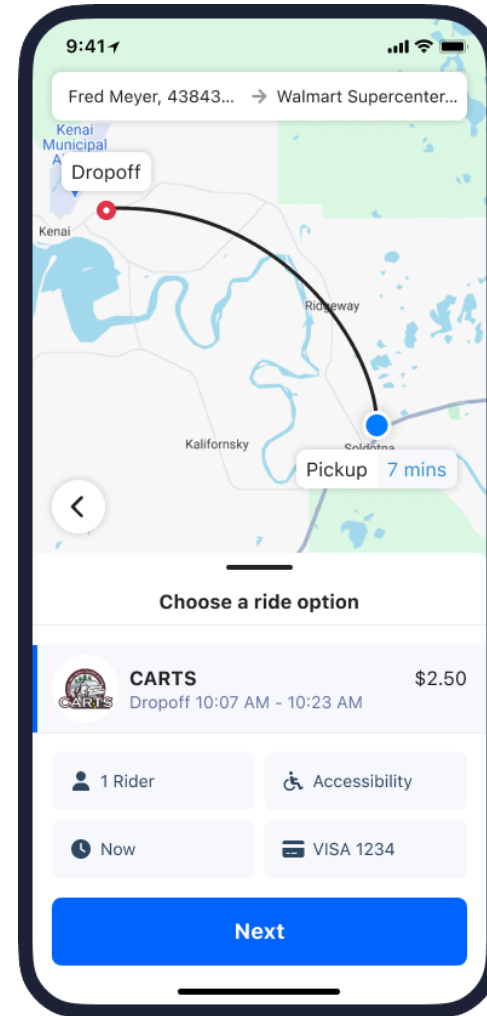 9:41
Fred Meyer, 43843... → Walmart Supercenter...
Kenai
Municipal
Dropoff
Kenai
Ridgeway
Kalifornsky
Soldotna
Pickup 7 mins
Choose a ride option
CARTS
CARTS $2.50
Dropoff 10:07 AM - 10:23 AM
1 Rider
Accessibility
Now
VISA 1234
Next